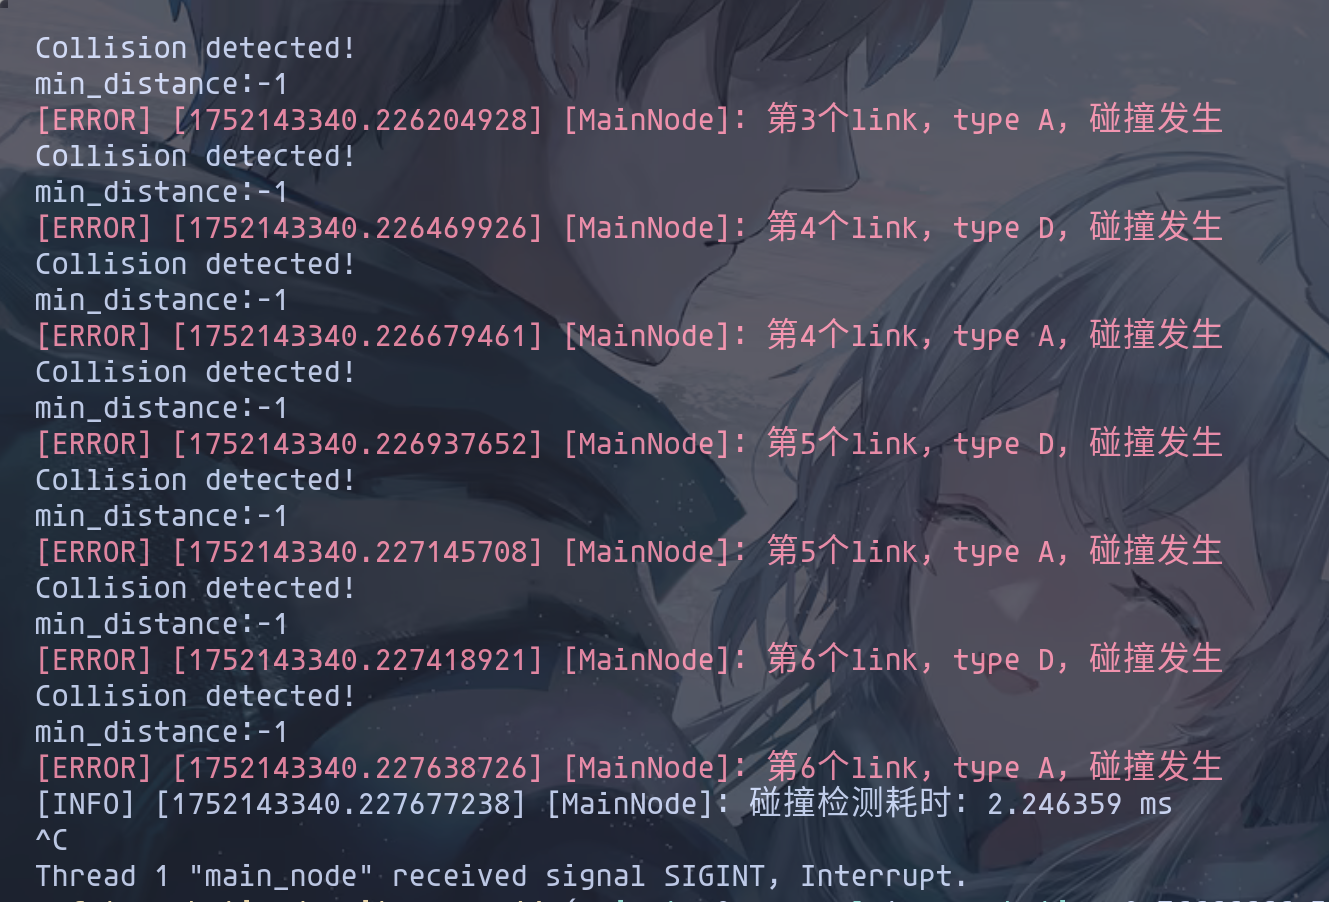 Collision detected!
min_distance:-1
[ERROR] [1752143340.226204928] [MainNode]: 第3个link, type A, 碰撞发生
Collision detected!
min_distance:-1
[ERROR] [1752143340.226469926] [MainNode]: 第4个link, type D, 碰撞发生
Collision detected!
min_distance:-1
[ERROR] [1752143340.226679461] [MainNode]: 第4个link, type A, 碰撞发生
Collision detected!
min_distance:-1
[ERROR] [1752143340.226937652] [MainNode]: 第5个link, type D, 碰撞发生
Collision detected!
min_distance:-1
[ERROR] [1752143340.227145708] [MainNode]: 第5个link, type A, 碰撞发生
Collision detected!
min_distance:-1
[ERROR] [1752143340.227418921] [MainNode]: 第6个link, type D, 碰撞发生
Collision detected!
min_distance:-1
[ERROR] [1752143340.227638726] [MainNode]: 第6个link, type A, 碰撞发生
[INFO] [1752143340.227677238] [MainNode]: 碰撞检测耗时: 2.246359 ms
^C
Thread 1 "main_node" received signal SIGINT, Interrupt.